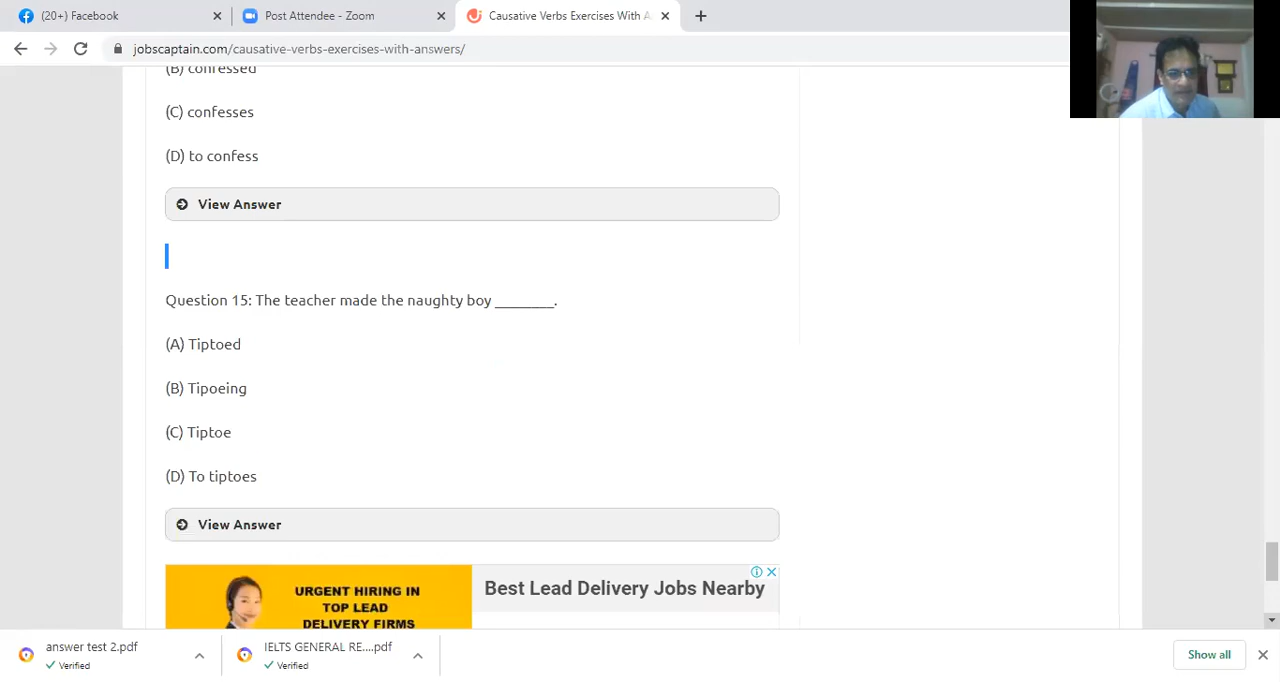 (20+) Facebook
Post Attendee - Zoom
Causative Verbs Exercises With A
jobscaptain.com/causative-verbs-exercises-with-answers/
(B) confessed
(C) confesses
(D) to confess
View Answer
Question 15: The teacher made the naughty boy ________.
(A) Tiptoed
(B) Tipoeing
(C) Tiptoe
(D) To tiptoes
View Answer
URGENT HIRING IN
TOP LEAD
DELIVERY FIRMS
Best Lead Delivery Jobs Nearby
answer test 2.pdf
Verified
IELTS GENERAL RE....pdf
Verified
Show all